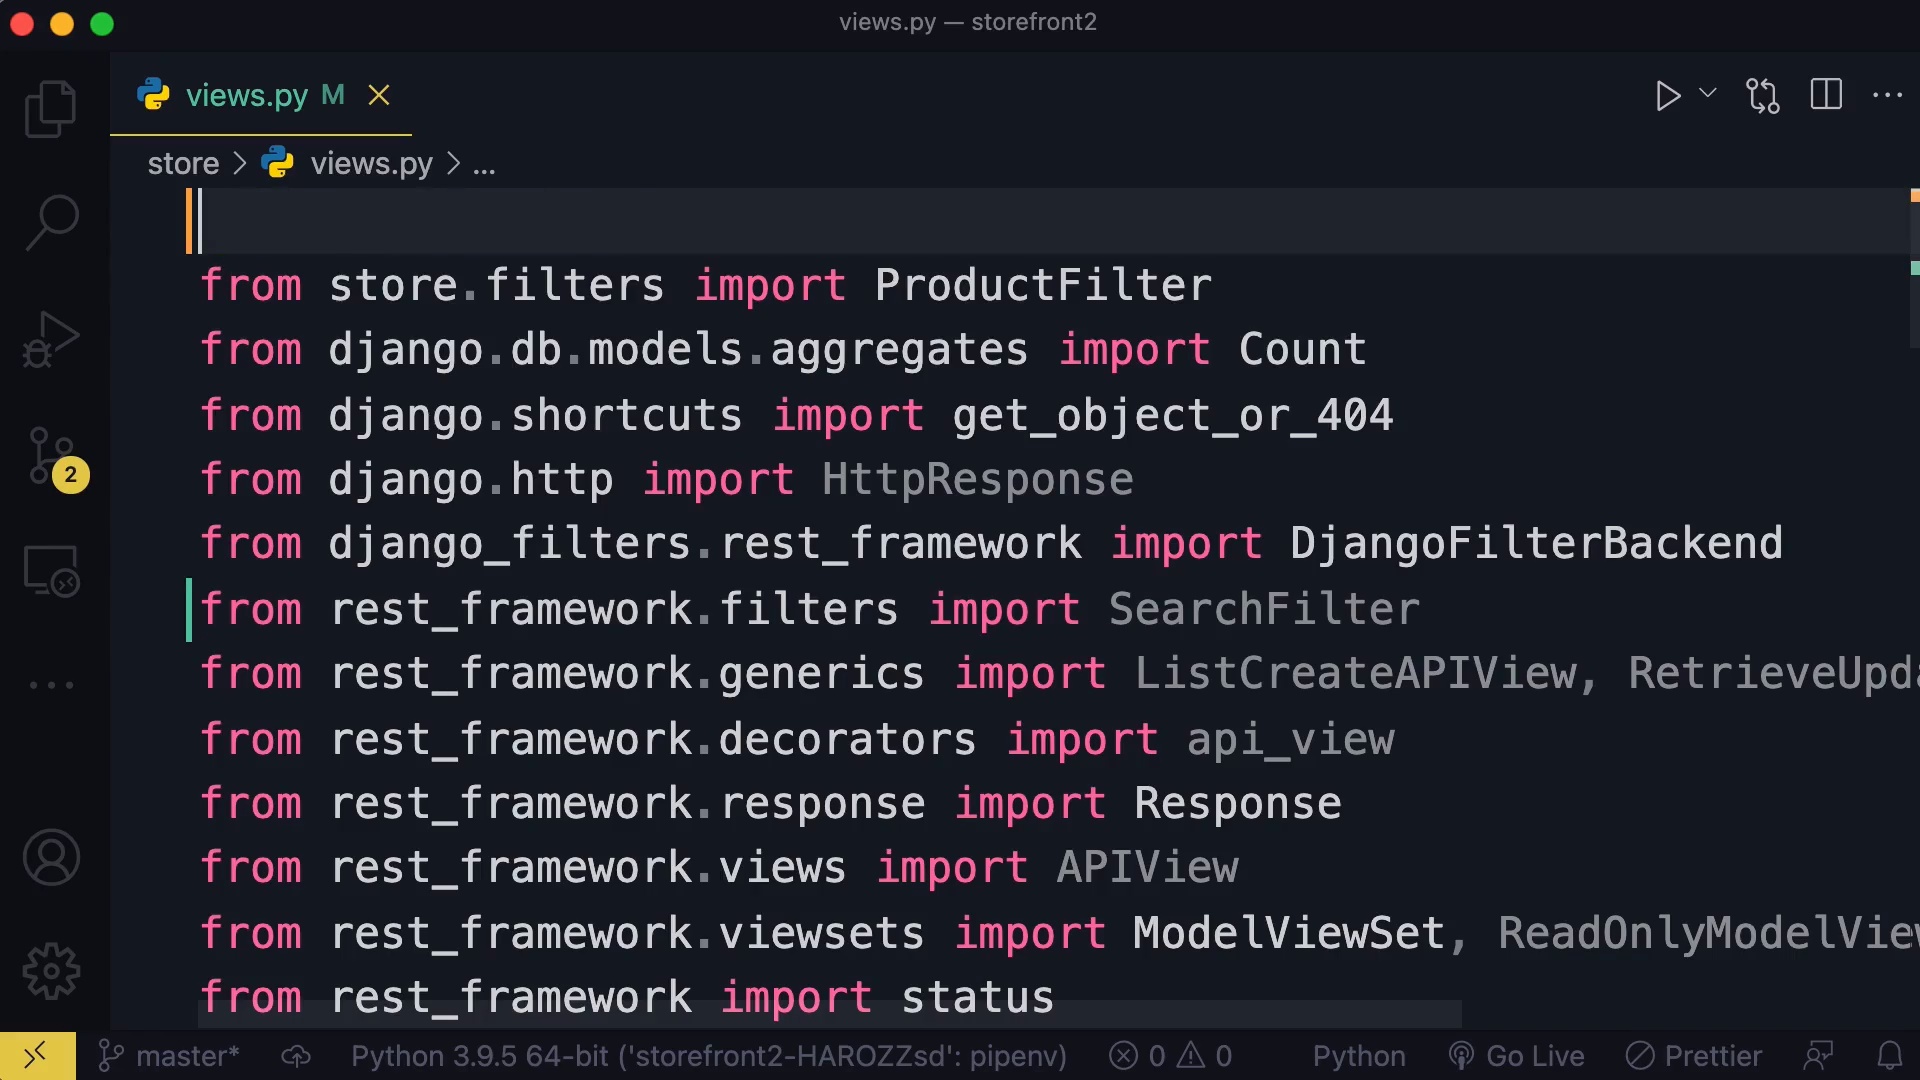 views.py — storefront2
views.py M
store > views.py > ...
from store.filters import ProductFilter
from django.db.models.aggregates import Count
from django.shortcuts import get_object_or_404
from django.http import HttpResponse
from django_filters.rest_framework import DjangoFilterBackend
from rest_framework.filters import SearchFilter
from rest_framework.generics import ListCreateAPIView, RetrieveUpda
from rest_framework.decorators import api_view
from rest_framework.response import Response
from rest_framework.views import APIView
from rest_framework.viewsets import ModelViewSet, ReadOnlyModelView
from rest_framework import status
2
master* Python 3.9.5 64-bit ('storefront2-HAROZZsd': pipenv) 0 0 Python Go Live Prettier